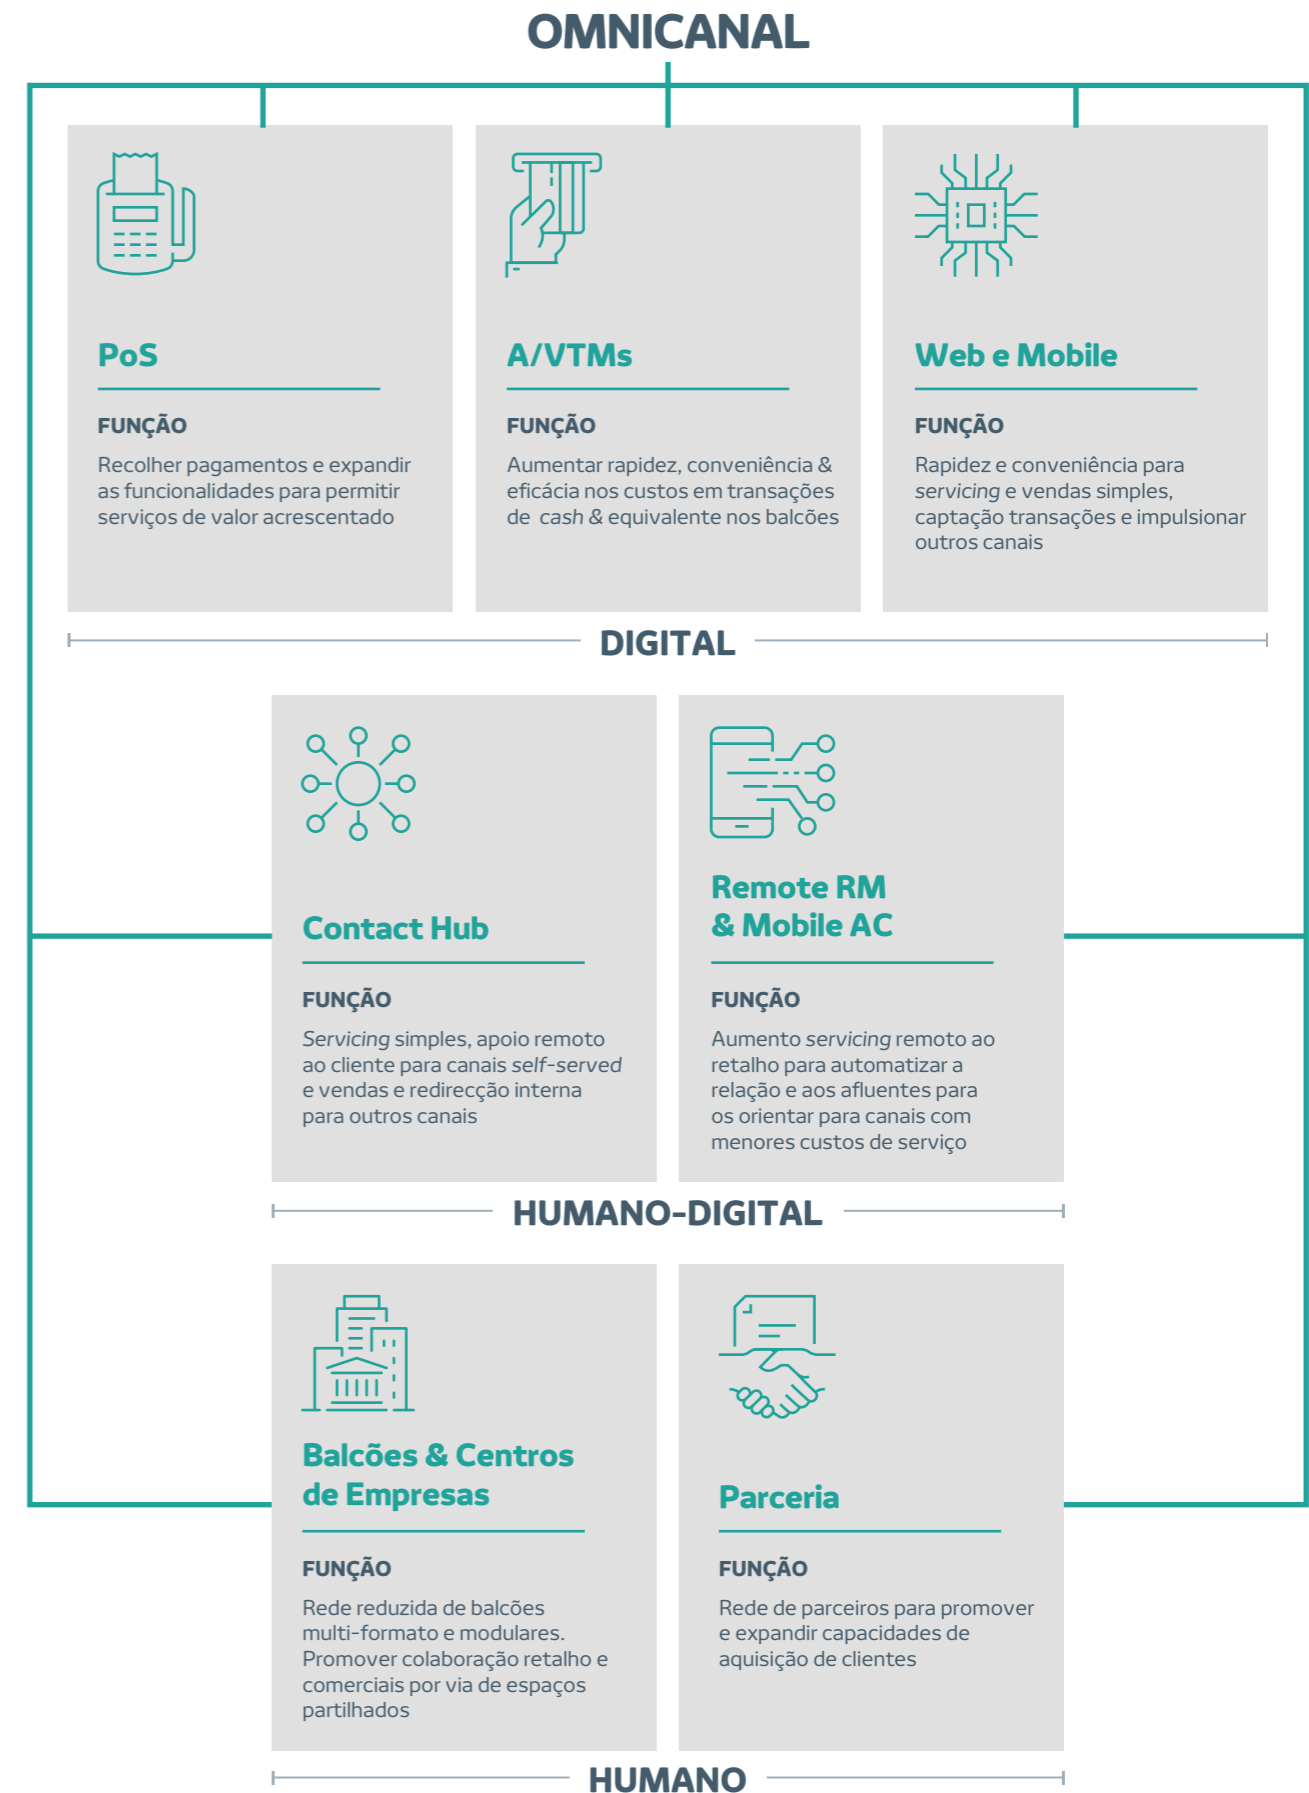 OMNICANAL
PoS
FUNÇÃO
Recolher pagamentos e expandir
as funcionalidades para permitir
serviços de valor acrescentado
A/VTMs
FUNÇÃO
Aumentar rapidez, conveniência &
eficácia nos custos em transações
de cash & equivalente nos balcões
Web e Mobile
FUNÇÃO
Rapidez e conveniência para
servicing e vendas simples,
captação transações e impulsionar
outros canais
DIGITAL
Contact Hub
FUNÇÃO
Servicing simples, apoio remoto
ao cliente para canais self-served
e vendas e redirecção interna
para outros canais
Remote RM
& Mobile AC
FUNÇÃO
Aumento servicing remoto ao
retalho para automatizar a
relação e aos afluentes para
os orientar para canais com
menores custos de serviço
HUMANO-DIGITAL
Balcões & Centros
de Empresas
FUNÇÃO
Rede reduzida de balcões
multi-formato e modulares.
Promover colaboração retalho e
comerciais por via de espaços
partilhados
Parceria
FUNÇÃO
Rede de parceiros para promover
e expandir capacidades de
aquisição de clientes
HUMANO